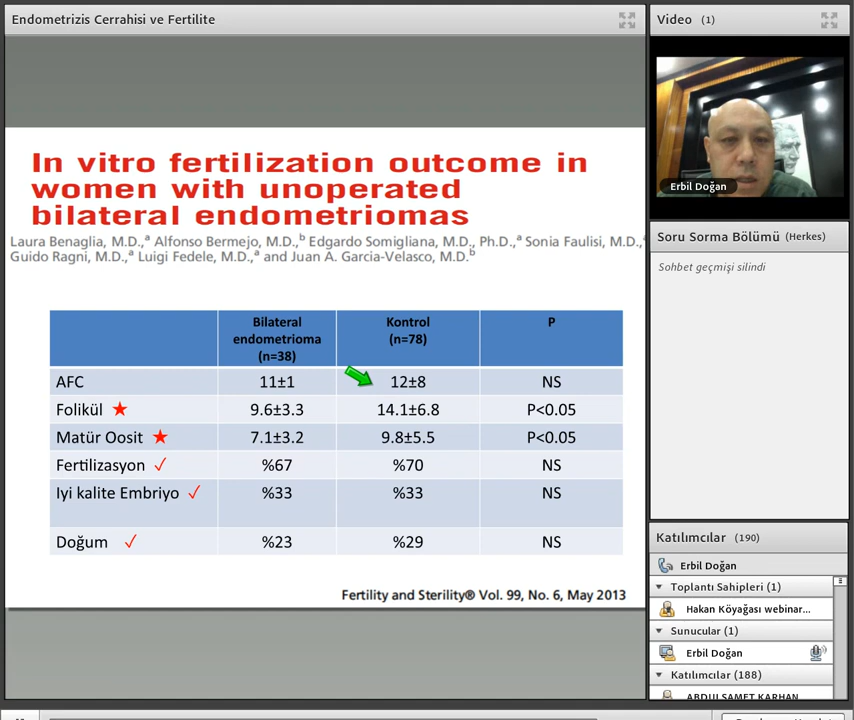 Endometrizis Cerrahisi ve Fertilite
In vitro fertilization outcome in
women with unoperated
bilateral endometriomas
Laura Benaglia, M.D.,a Alfonso Bermejo, M.D.,b Edgardo Somigliana, M.D., Ph.D.,a Sonia Faulisi, M.D.,
Guido Ragni, M.D.,a Luigi Fedele, M.D.,a and Juan A. Garcia-Velasco, M.D.b
Bilateral endometrioma (n=38) Kontrol (n=78) P
AFC 11±1 12±8 NS
Folikül ★ 9.6±3.3 14.1±6.8 P<0.05
Matür Oosit ★ 7.1±3.2 9.8±5.5 P<0.05
Fertilizasyon ✓ %67 %70 NS
Iyi kalite Embriyo ✓ %33 %33 NS
Doğum ✓ %23 %29 NS
Fertility and Sterility® Vol. 99, No. 6, May 2013
Video (1)
Erbil Doğan
Soru Sorma Bölümü (Herkes)
Sohbet geçmişi silindi
Katılımcılar (190)
Erbil Doğan
Toplantı Sahipleri (1)
Hakan Köyağası webinar...
Sunucular (1)
Erbil Doğan
Katılımcılar (188)
ABDULSAMET KARHAN